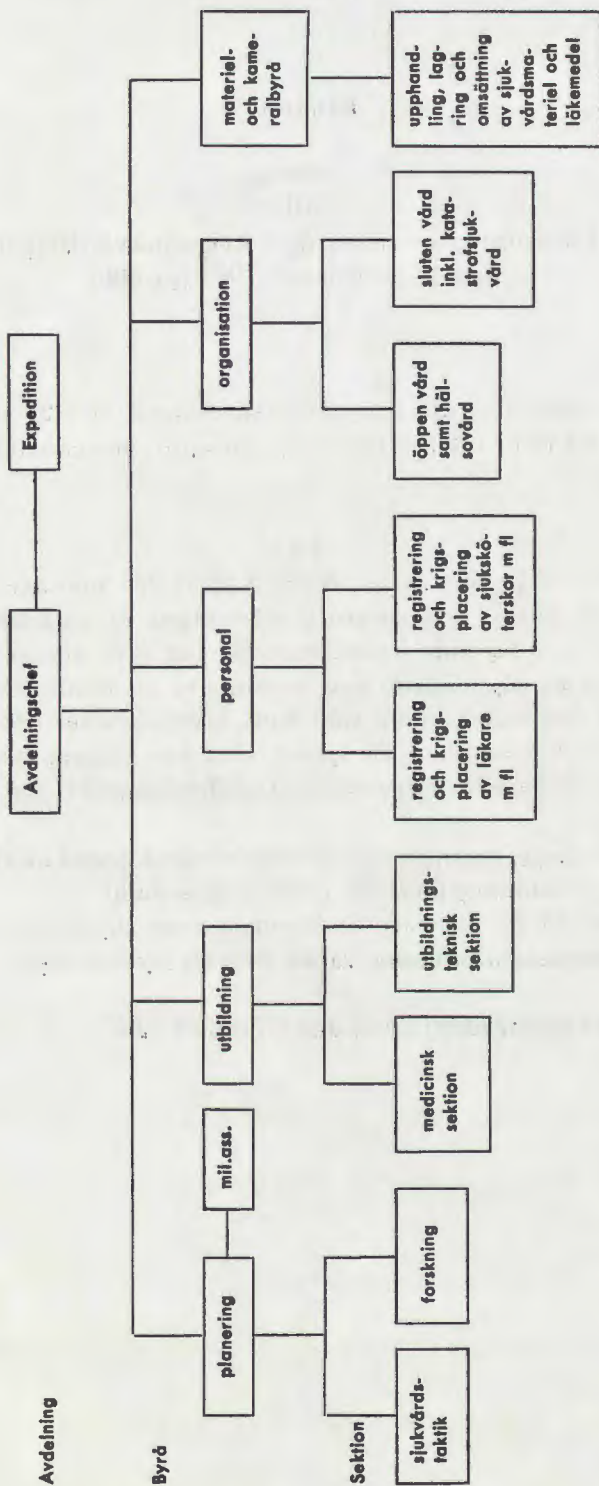 Avdelning
Avdelningschef
Expedition
Byrå
planering
mil.ass.
utbildning
personal
organisation
materiel-
och kame-
ralbyrå
Sektion
sjukvårds-
taktik
forskning
medicinsk
sektion
utbildnings-
teknisk
sektion
registrering
och krigs-
placering
av läkare
m fl
registrering
och krigs-
placering
av sjukskö-
terskor m fl
öppen vård
samt häl-
sovård
sluten vård
inkl. kata-
strofsjuk-
vård
upphand-
ling, lag-
ring och
omsättning
av sjuk-
vårdsma-
teriel och
läkemedel